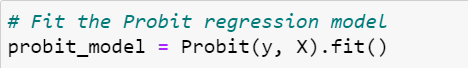 # Fit the Probit regression model
probit_model = Probit(y, X).fit()